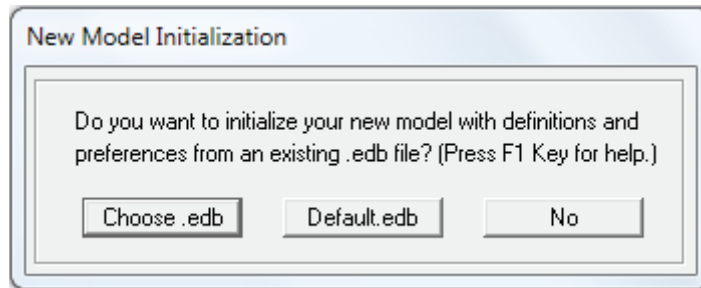 New Model Initialization
Do you want to initialize your new model with definitions and
preferences from an existing .edb file? (Press F1 Key for help.)
Choose .edb Default.edb No